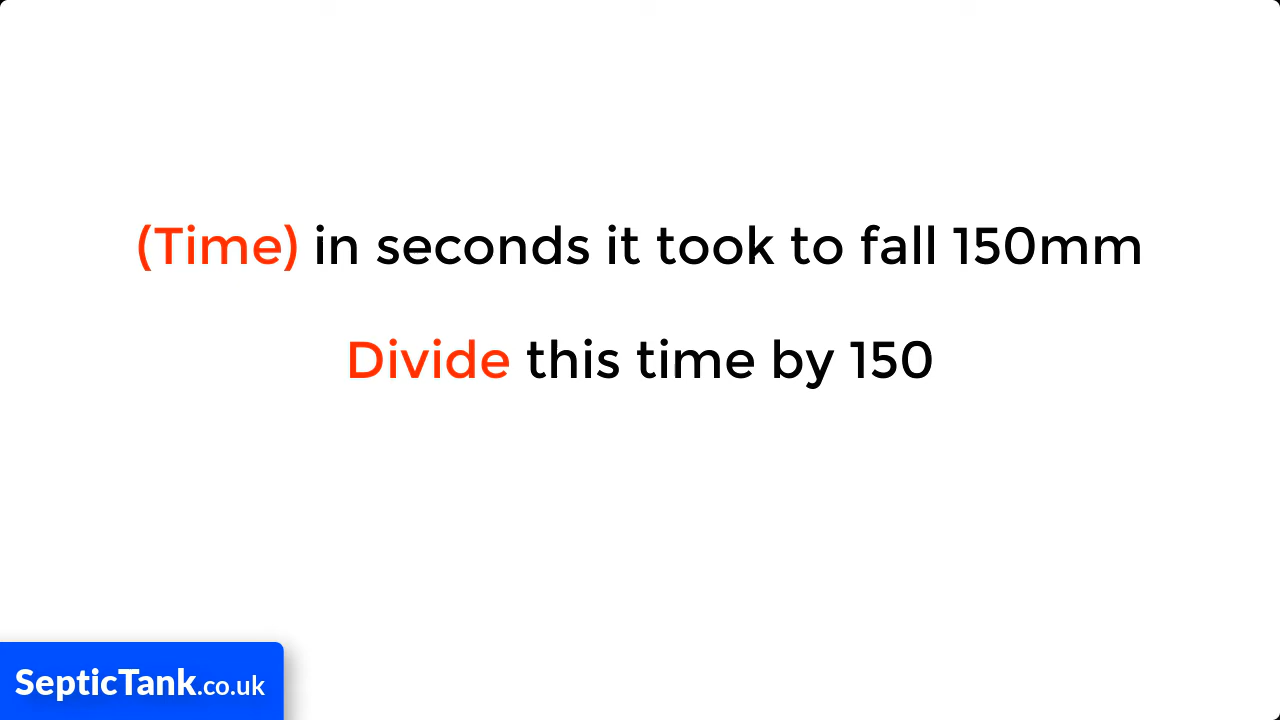 (Time) in seconds it took to fall 150mm
Divide this time by 150
SepticTank.co.uk